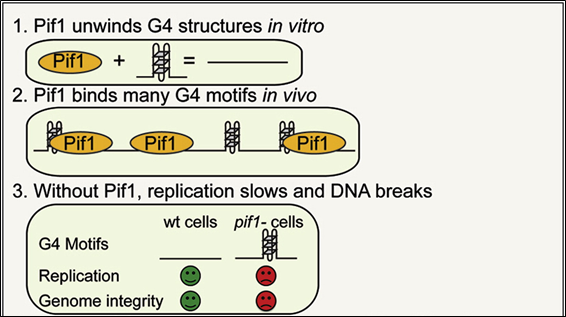 1. Pif1 unwinds G4 structures in vitro
Pif1 + =
2. Pif1 binds many G4 motifs in vivo
Pif1 Pif1 Pif1
3. Without Pif1, replication slows and DNA breaks
wt cells pif1- cells
G4 Motifs
Replication
Genome integrity